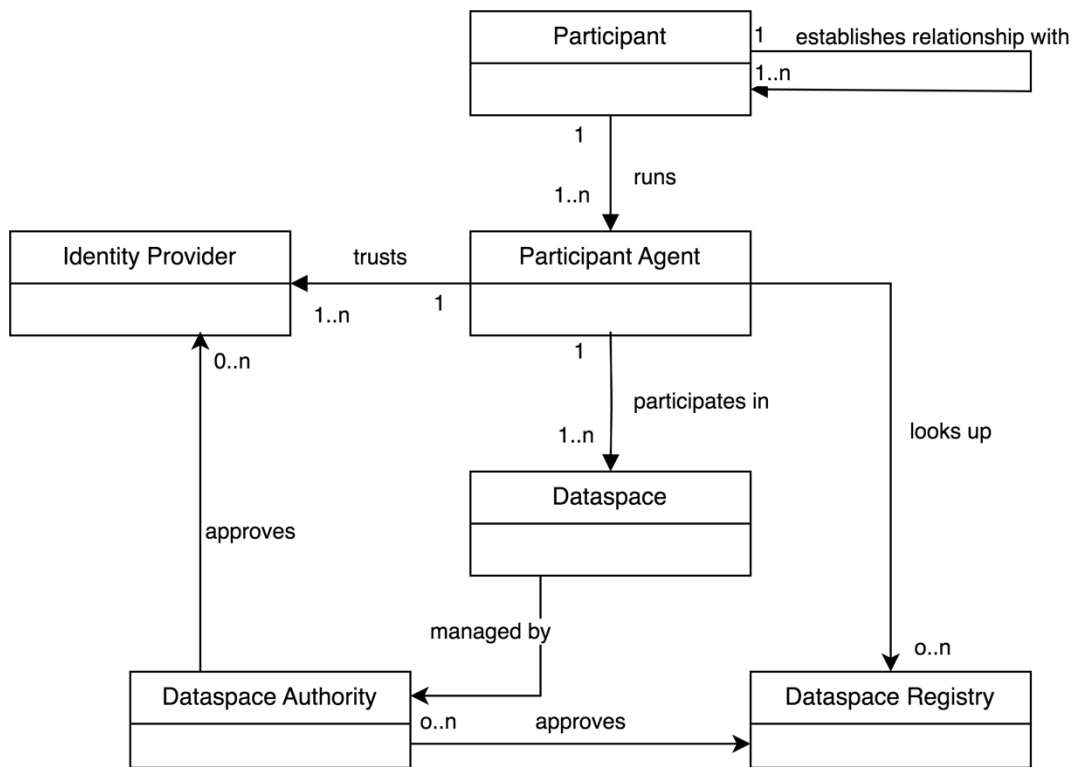 Participant
1
establishes relationship with
1..n
1
runs
1..n
Identity Provider
trusts
Participant Agent
1..n
1
0..n
1
participates in
1..n
looks up
Dataspace
approves
managed by
o..n
Dataspace Authority
Dataspace Registry
o..n
approves